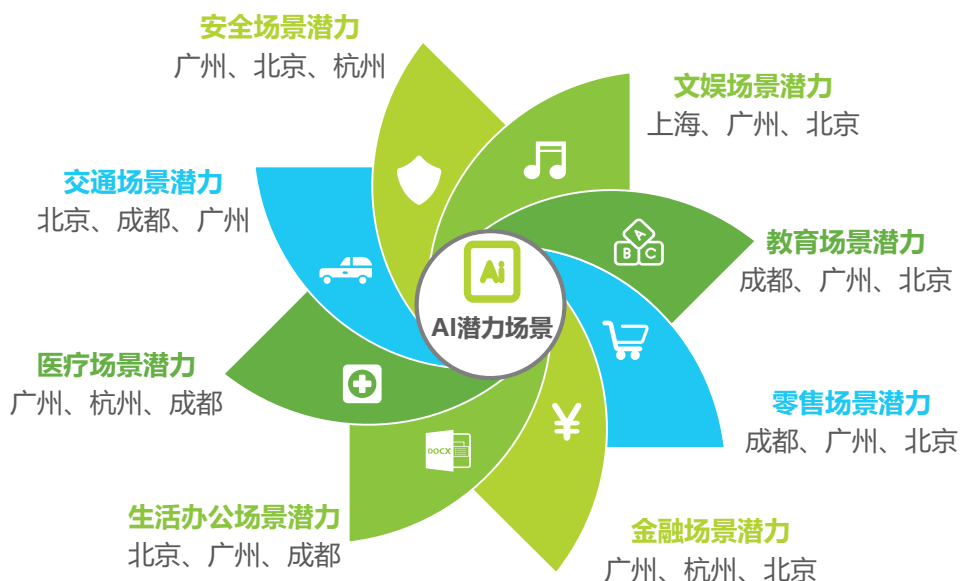 安全场景潜力
广州、北京、杭州
文娱场景潜力
上海、广州、北京
交通场景潜力
北京、成都、广州
教育场景潜力
成都、广州、北京
A
B C
Ai
AI潜力场景
医疗场景潜力
广州、杭州、成都
零售场景潜力
成都、广州、北京
¥
DOCX
生活办公场景潜力
北京、广州、成都
金融场景潜力
广州、杭州、北京